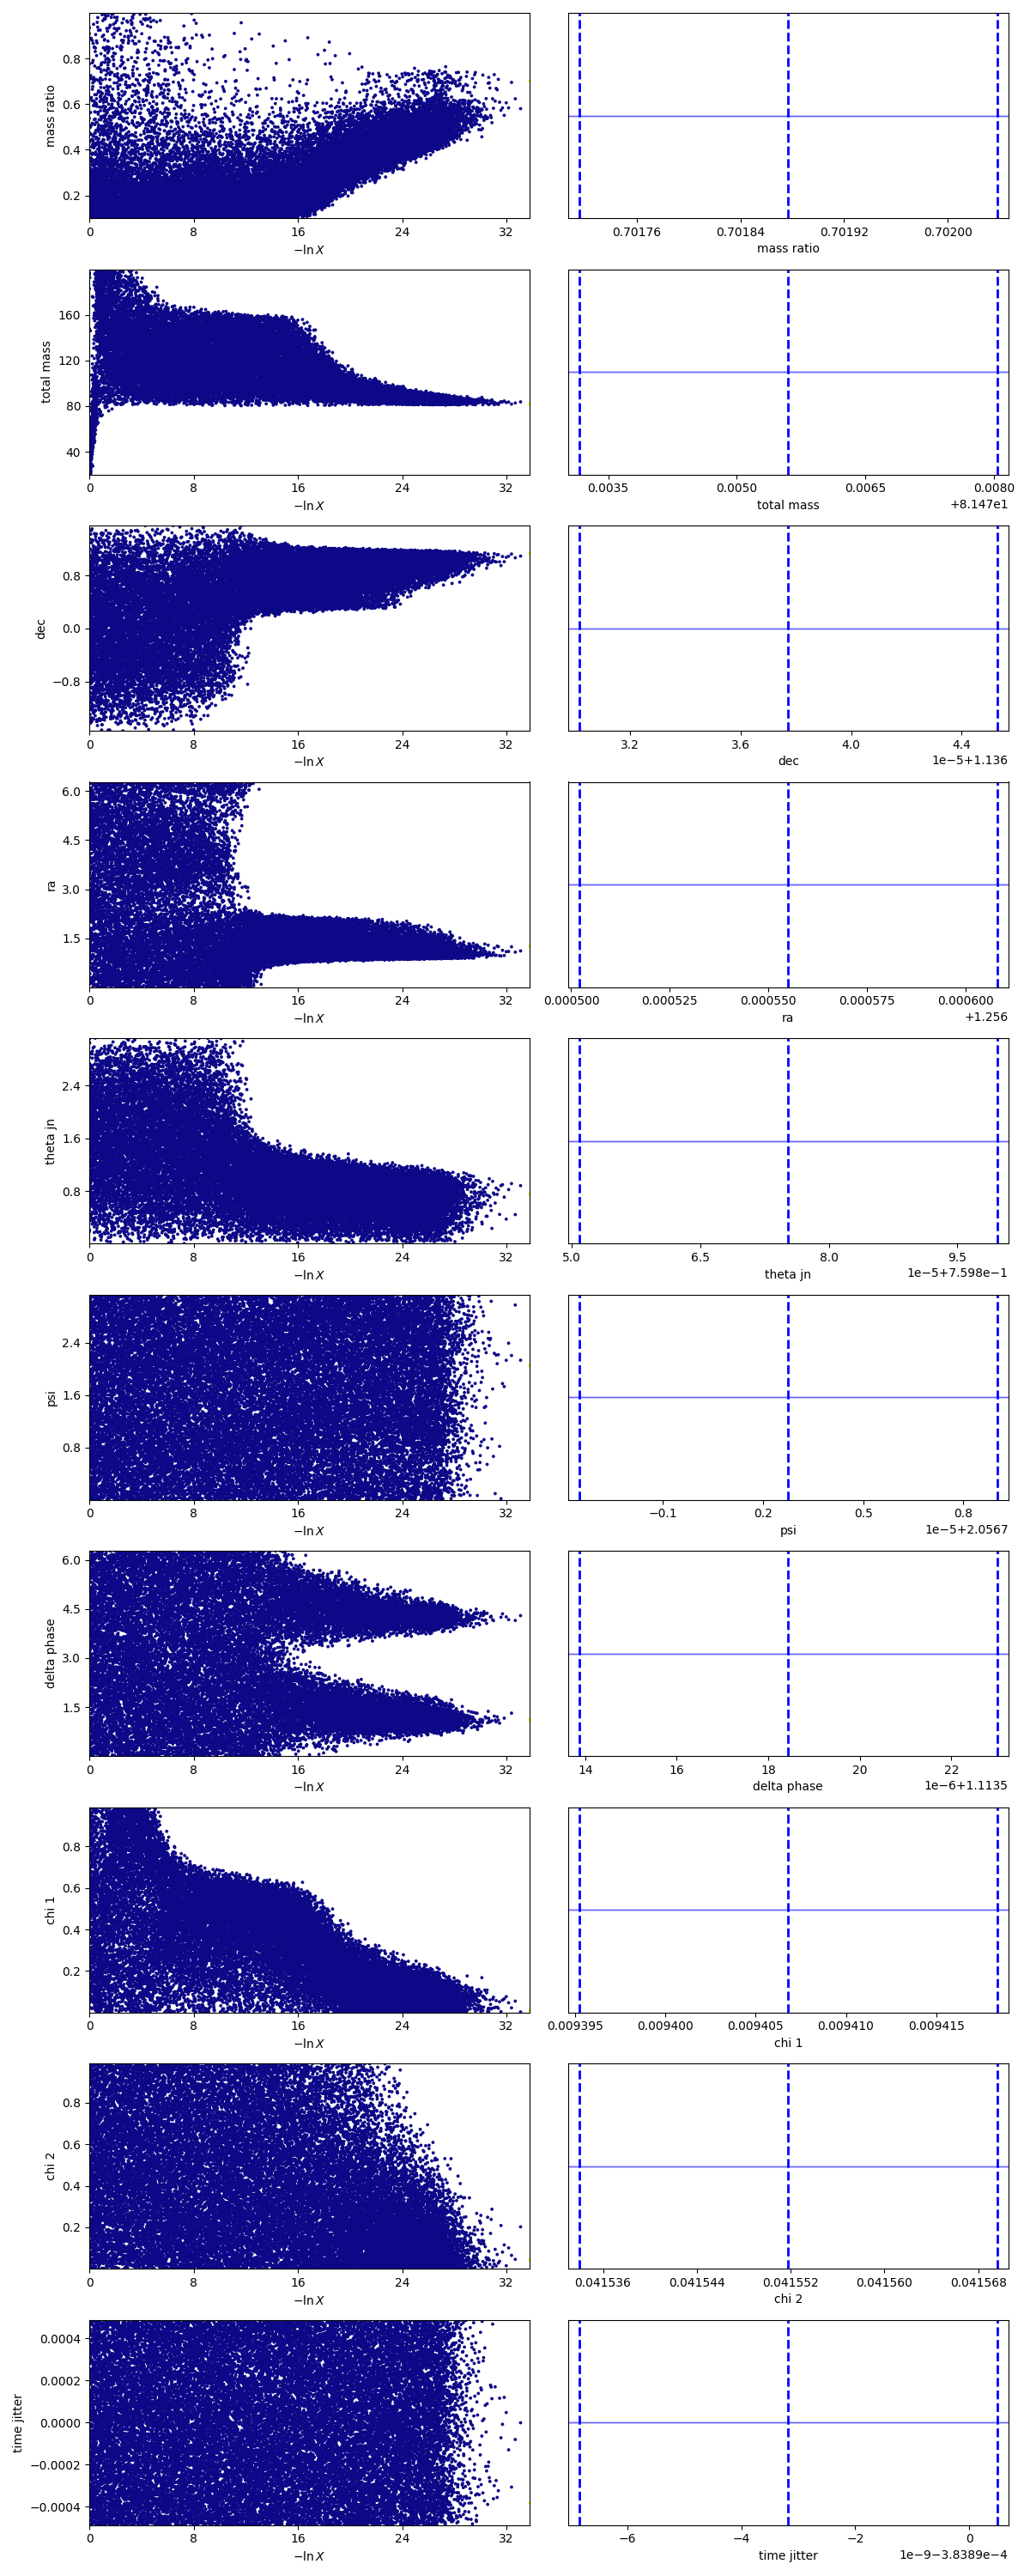 0.8
0.6
0.4
0.2
mass ratio
0 8 16 24 32
−ln X
0.70176 0.70184 0.70192 0.70200
mass ratio
160
120
80
40
total mass
0 8 16 24 32
−ln X
0.0035 0.0050 0.0065 0.0080
total mass
+8.147e1
0.8
0.0
−0.8
dec
0 8 16 24 32
−ln X
3.2 3.6 4.0 4.4
dec
1e−5+1.136
6.0
4.5
3.0
1.5
ra
0 8 16 24 32
−ln X
0.000500 0.000525 0.000550 0.000575 0.000600
ra
+1.256
2.4
1.6
0.8
theta jn
0 8 16 24 32
−ln X
5.0 6.5 8.0 9.5
theta jn
1e−5+7.598e−1
2.4
1.6
0.8
psi
0 8 16 24 32
−ln X
−0.1 0.2 0.5 0.8
psi
1e−5+2.0567
6.0
4.5
3.0
1.5
delta phase
0 8 16 24 32
−ln X
14 16 18 20 22
delta phase
1e−6+1.1135
0.8
0.6
0.4
0.2
chi 1
0 8 16 24 32
−ln X
0.009395 0.009400 0.009405 0.009410 0.009415
chi 1
0.8
0.6
0.4
0.2
chi 2
0 8 16 24 32
−ln X
0.041536 0.041544 0.041552 0.041560 0.041568
chi 2
0.0004
0.0002
0.0000
−0.0002
−0.0004
time jitter
0 8 16 24 32
−ln X
−6 −4 −2 0
time jitter
1e−9−3.8389e−4